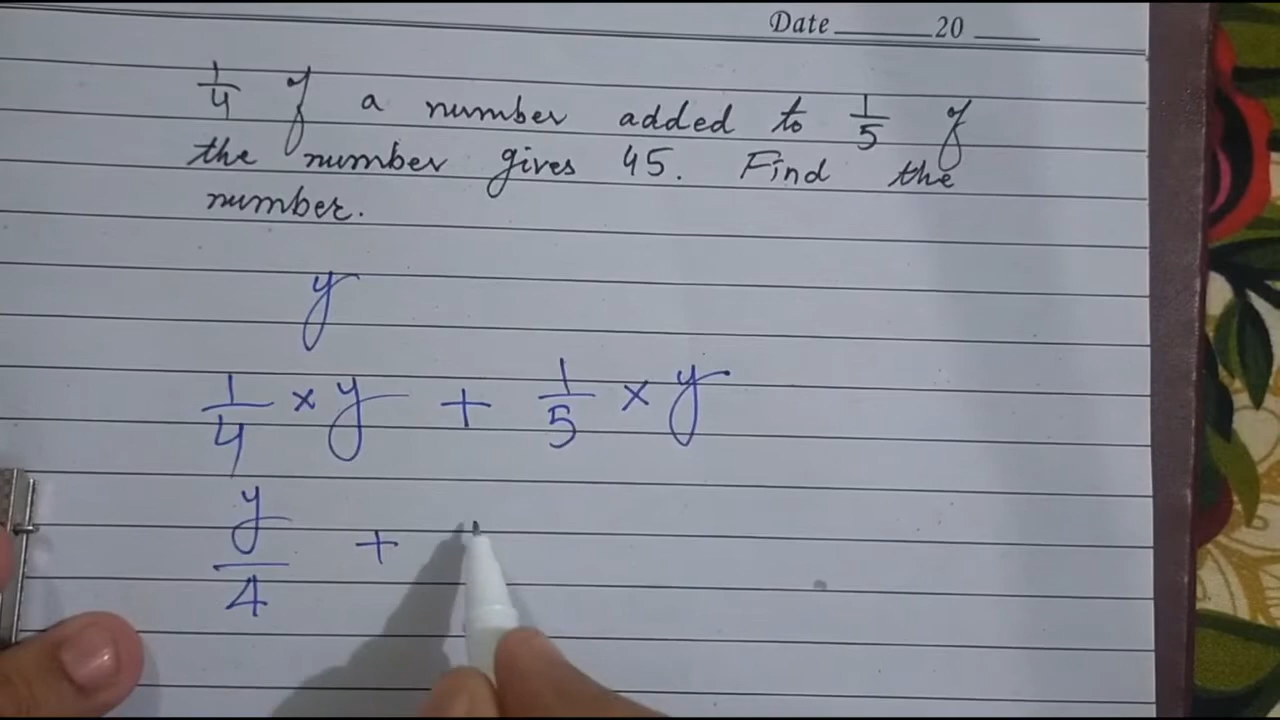 Date ______ 20 ____
1/4 of a number added to 1/5 of
the number gives 45. Find the
number.
y
1/4 × y + 1/5 × y
y/4 +